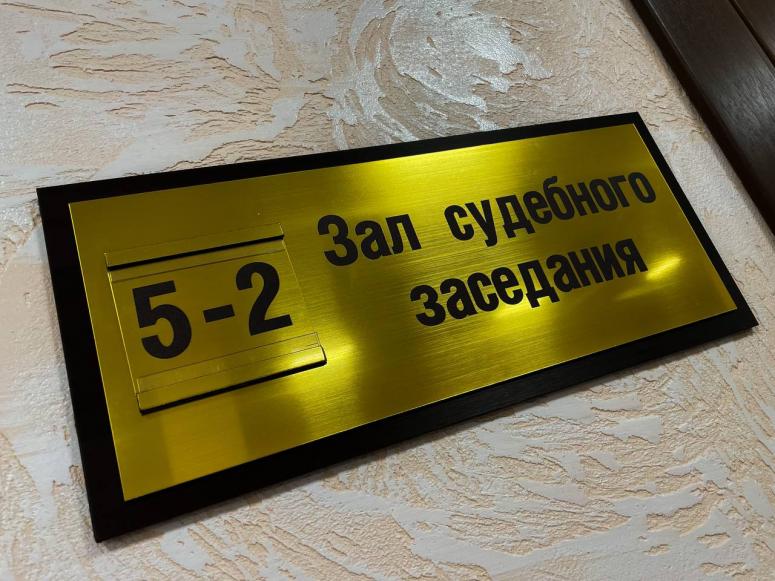 5-2
Зал судебного
заседания